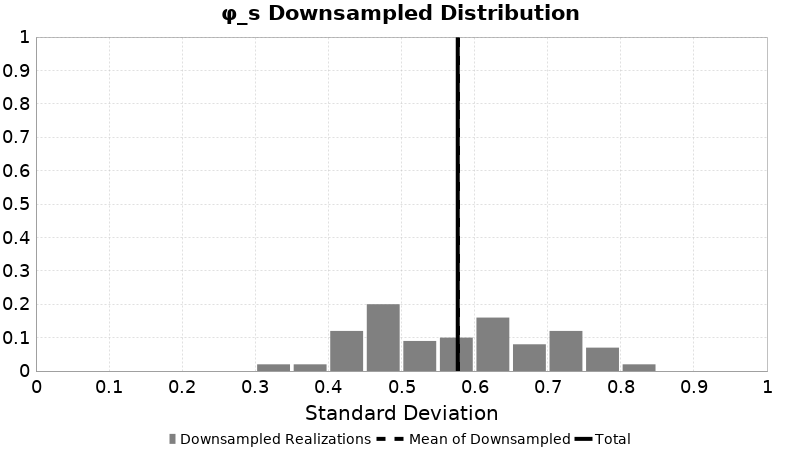 φ_s Downsampled Distribution
1
0.9
0.8
0.7
0.6
0.5
0.4
0.3
0.2
0.1
0
0 0.1 0.2 0.3 0.4 0.5 0.6 0.7 0.8 0.9 1
Standard Deviation
Downsampled Realizations Mean of Downsampled Total